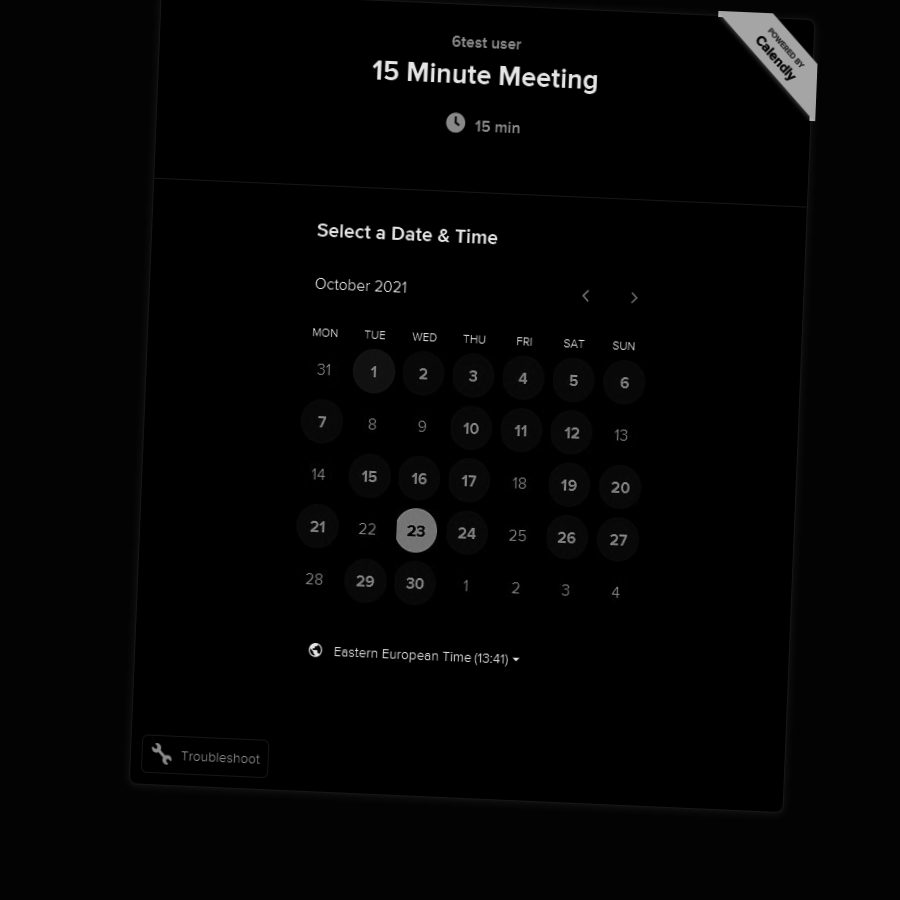 6test user
15 Minute Meeting
15 min
POWERED BY
Calendly
Select a Date & Time
October 2021
MON TUE WED THU FRI SAT SUN
31 1 2 3 4 5 6
7 8 9 10 11 12 13
14 15 16 17 18 19 20
21 22 23 24 25 26 27
28 29 30 1 2 3 4
Eastern European Time (13:41)
Troubleshoot